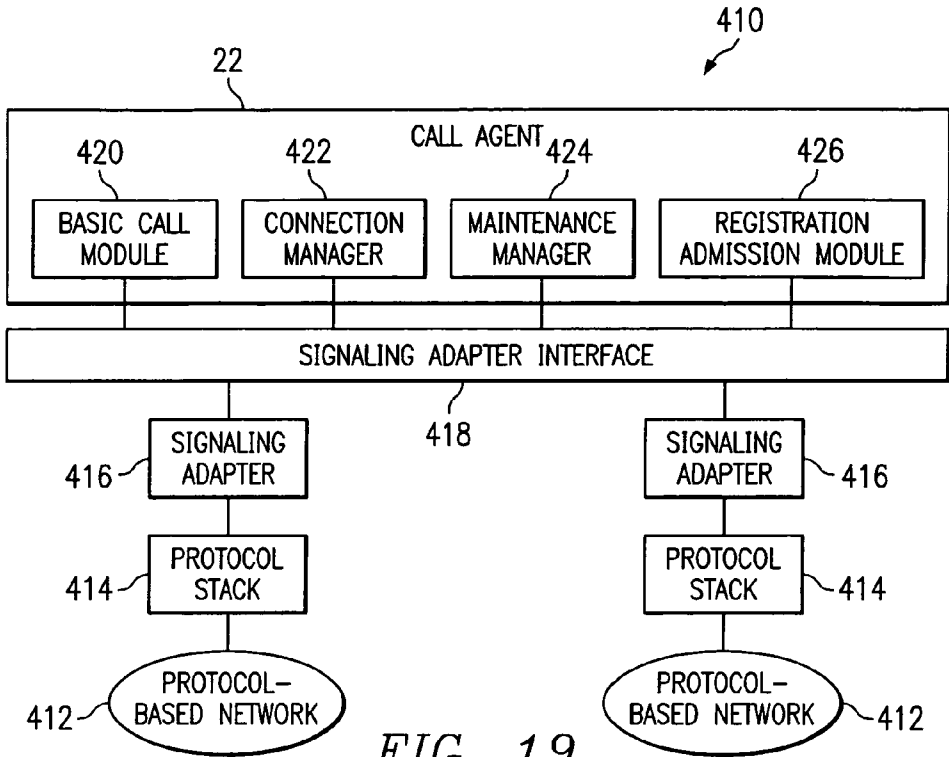 410
22
CALL AGENT
420
422
424
426
BASIC CALL
MODULE
CONNECTION
MANAGER
MAINTENANCE
MANAGER
REGISTRATION
ADMISSION MODULE
SIGNALING ADAPTER INTERFACE
418
SIGNALING
ADAPTER
416
SIGNALING
ADAPTER
416
PROTOCOL
STACK
414
PROTOCOL
STACK
414
PROTOCOL-
BASED NETWORK
412
PROTOCOL-
BASED NETWORK
412
FIG. 19